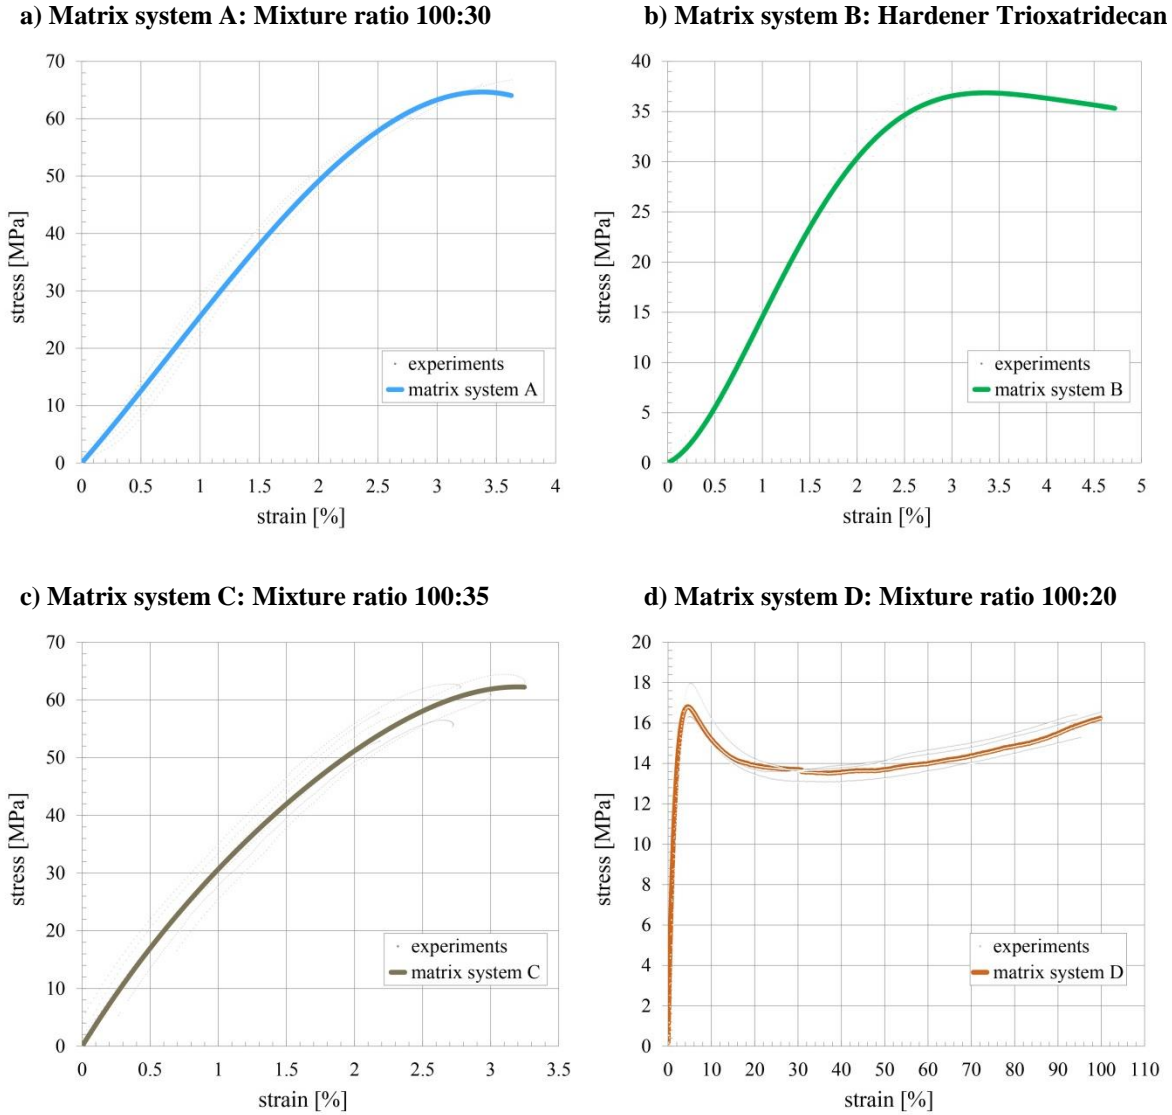 a) Matrix system A: Mixture ratio 100:30
70
60
50
40
30
20
10
0
0 0.5 1 1.5 2 2.5 3 3.5 4
stress [MPa]
strain [%]
experiments
matrix system A
b) Matrix system B: Hardener Trioxatridecan
40
35
30
25
20
15
10
5
0
0 0.5 1 1.5 2 2.5 3 3.5 4 4.5 5
stress [MPa]
strain [%]
experiments
matrix system B
c) Matrix system C: Mixture ratio 100:35
70
60
50
40
30
20
10
0
0 0.5 1 1.5 2 2.5 3 3.5
stress [MPa]
strain [%]
experiments
matrix system C
d) Matrix system D: Mixture ratio 100:20
20
18
16
14
12
10
8
6
4
2
0
0 10 20 30 40 50 60 70 80 90 100 110
stress [MPa]
strain [%]
experiments
matrix system D